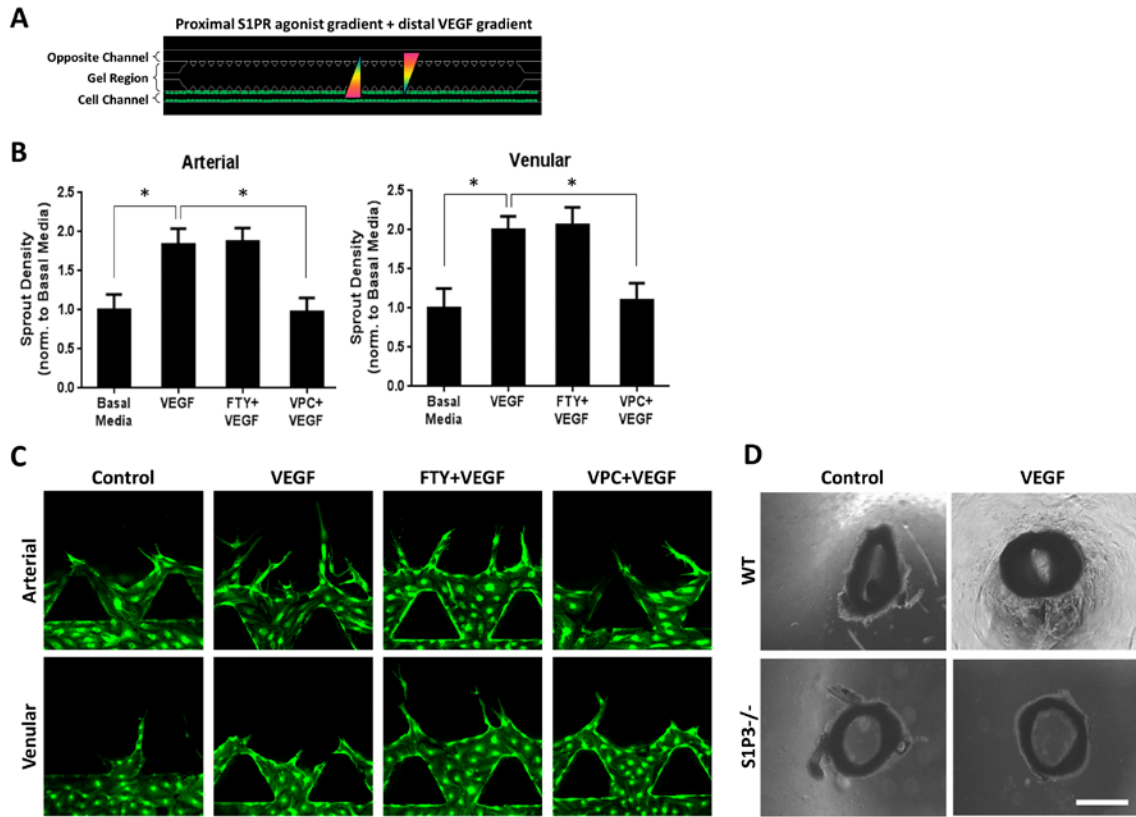 A
Proximal S1PR agonist gradient + distal VEGF gradient
Opposite Channel
Gel Region
Cell Channel
B
Arterial
Sprout Density
(norm. to Basal Media)
2.5
2.0
1.5
1.0
0.5
0.0
*
*
Basal
Media
VEGF
FTY+
VEGF
VPC+
VEGF
Venular
Sprout Density
(norm. to Basal Media)
2.5
2.0
1.5
1.0
0.5
0.0
*
*
Basal
Media
VEGF
FTY+
VEGF
VPC+
VEGF
C
Control
VEGF
FTY+VEGF
VPC+VEGF
Arterial
Venular
D
Control
VEGF
WT
S1P3-/-